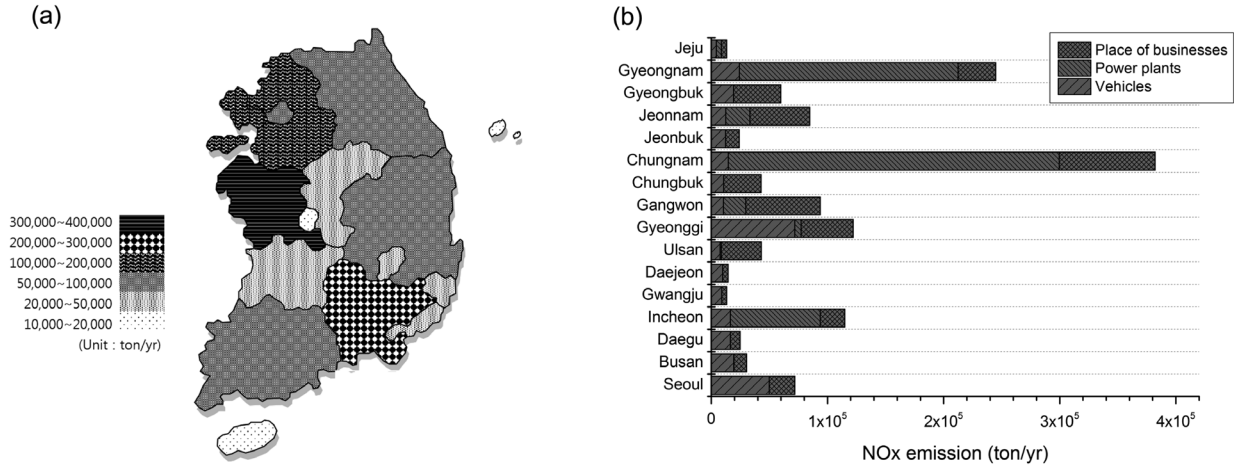 (a)
300,000~400,000
200,000~300,000
100,000~200,000
50,000~100,000
20,000~50,000
10,000~20,000
(Unit : ton/yr)
(b)
Place of businesses
Power plants
Vehicles
Jeju
Gyeongnam
Gyeongbuk
Jeonnam
Jeonbuk
Chungnam
Chungbuk
Gangwon
Gyeonggi
Ulsan
Daejeon
Gwangju
Incheon
Daegu
Busan
Seoul
0 1x10⁵ 2x10⁵ 3x10⁵ 4x10⁵
NOx emission (ton/yr)